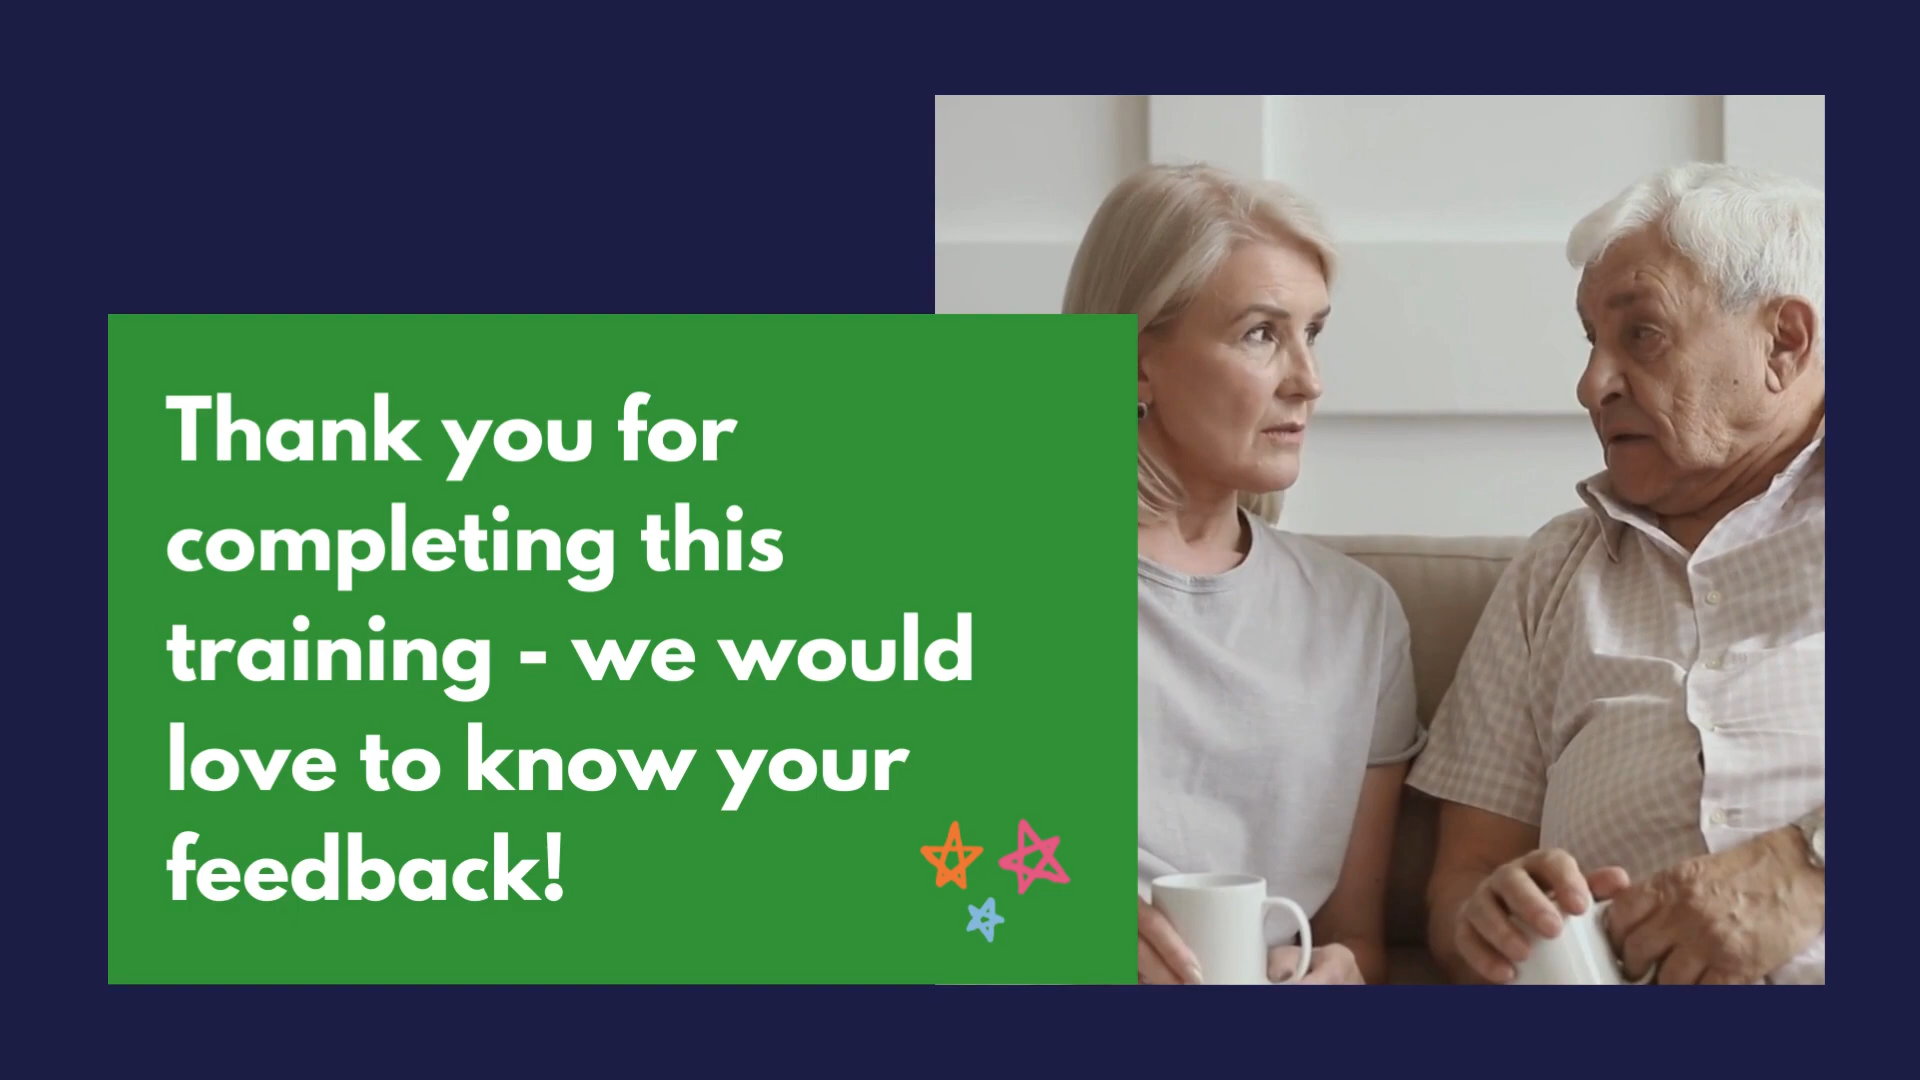 Thank you for
completing this
training - we would
love to know your
feedback!